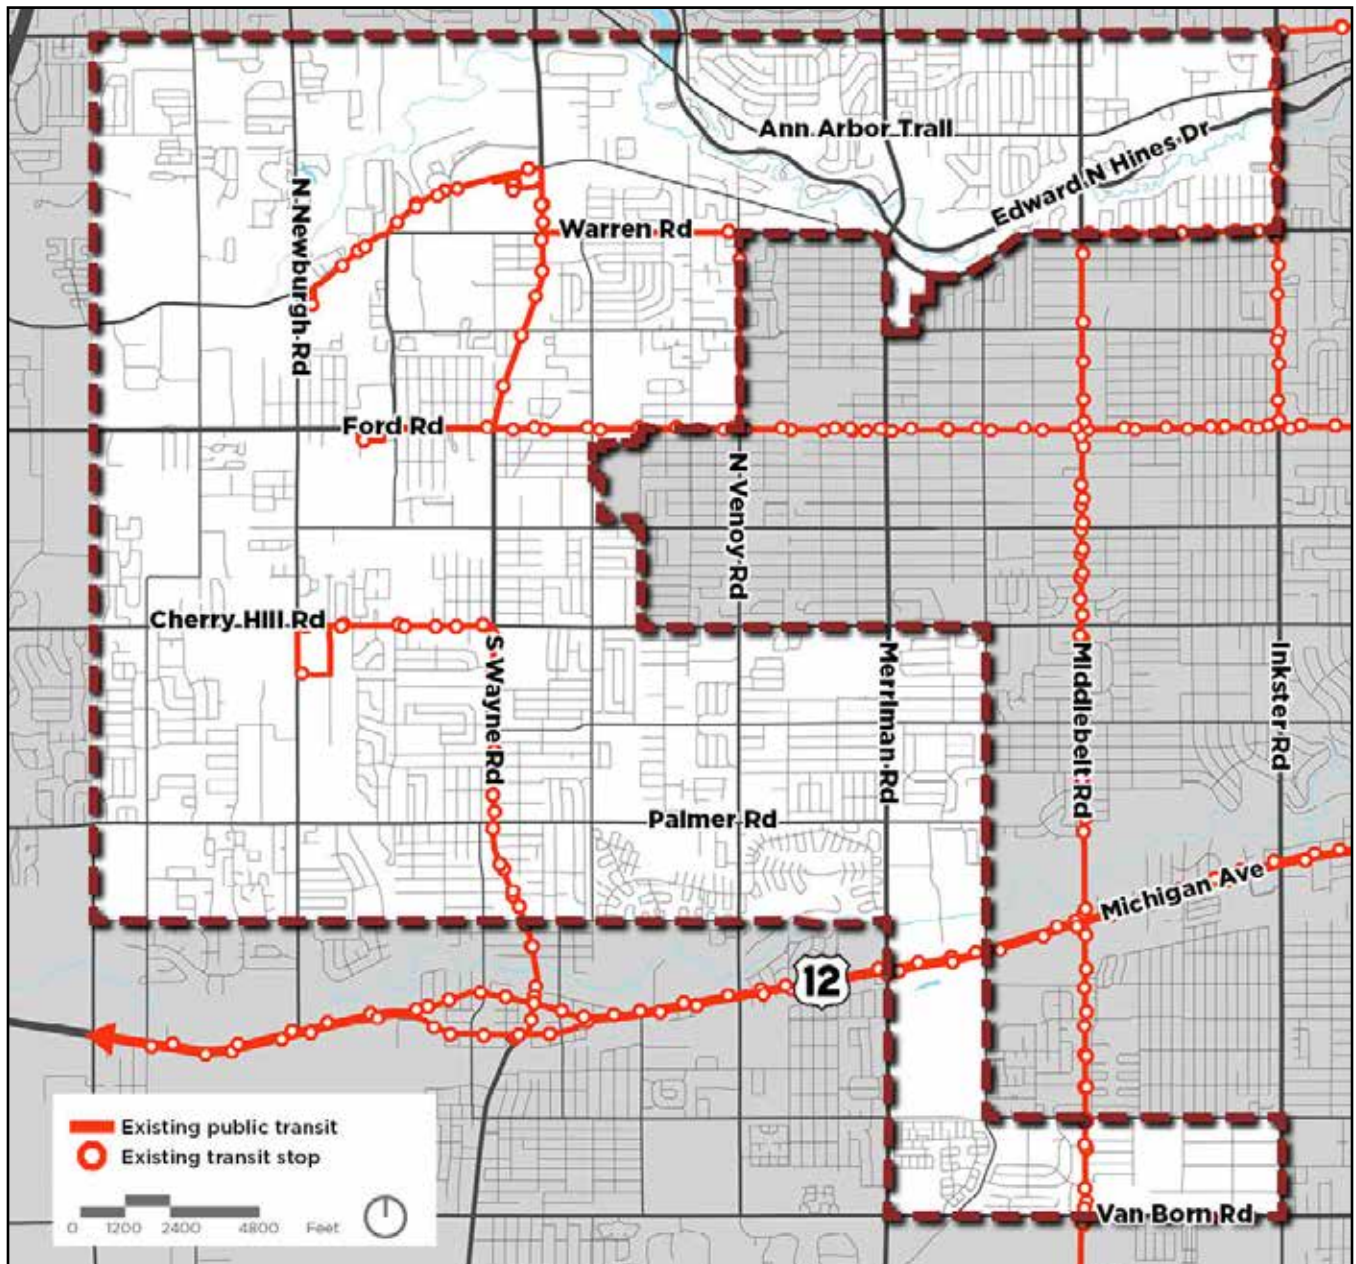 Ann Arbor Trail
Edward N Hines Dr
N Newburgh Rd
Warren Rd
Ford Rd
N Venoy Rd
Cherry Hill Rd
S Wayne Rd
Merriman Rd
Middlebelt Rd
Inkster Rd
Palmer Rd
Michigan Ave
12
Existing public transit
Existing transit stop
0 1200 2400 4800 Feet
Van Born Rd